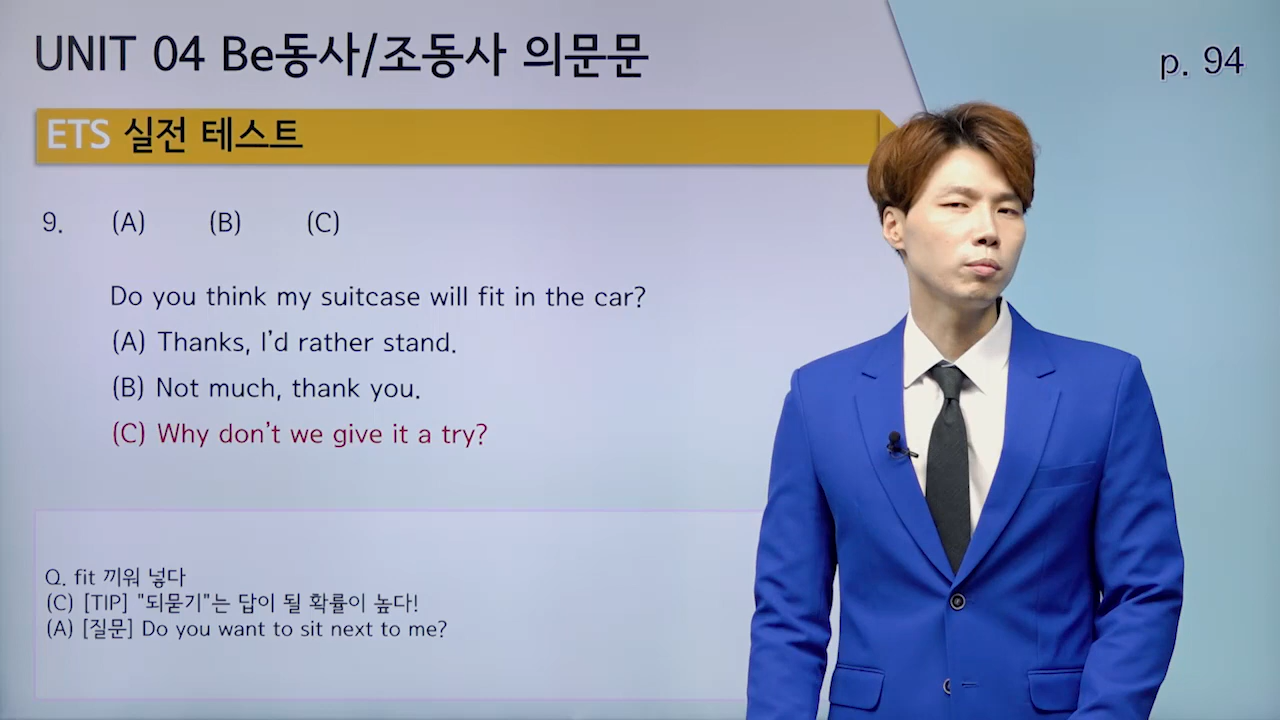 UNIT 04 Be동사/조동사 의문문
p. 94
ETS 실전 테스트
9. (A) (B) (C)
Do you think my suitcase will fit in the car?
(A) Thanks, I'd rather stand.
(B) Not much, thank you.
(C) Why don't we give it a try?
Q. fit 끼워 넣다
(C) [TIP] "되묻기"는 답이 될 확률이 높다!
(A) [질문] Do you want to sit next to me?